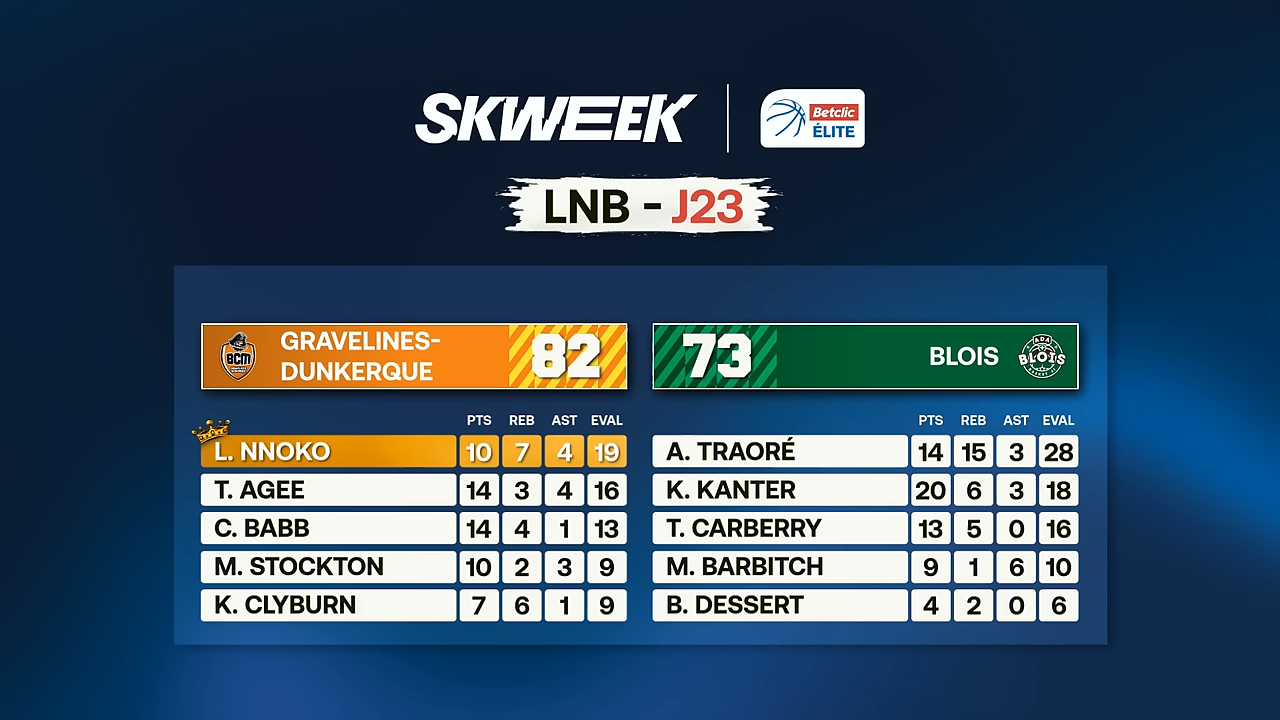 SKWEEK
Betclic
ÉLITE
LNB - J23
BCM
GRAVELINES-
DUNKERQUE
82
73
BLOIS
ADA
BLOIS
PTS REB AST EVAL
L. NNOKO 10 7 4 19
T. AGEE 14 3 4 16
C. BABB 14 4 1 13
M. STOCKTON 10 2 3 9
K. CLYBURN 7 6 1 9
PTS REB AST EVAL
A. TRAORÉ 14 15 3 28
K. KANTER 20 6 3 18
T. CARBERRY 13 5 0 16
M. BARBITCH 9 1 6 10
B. DESSERT 4 2 0 6